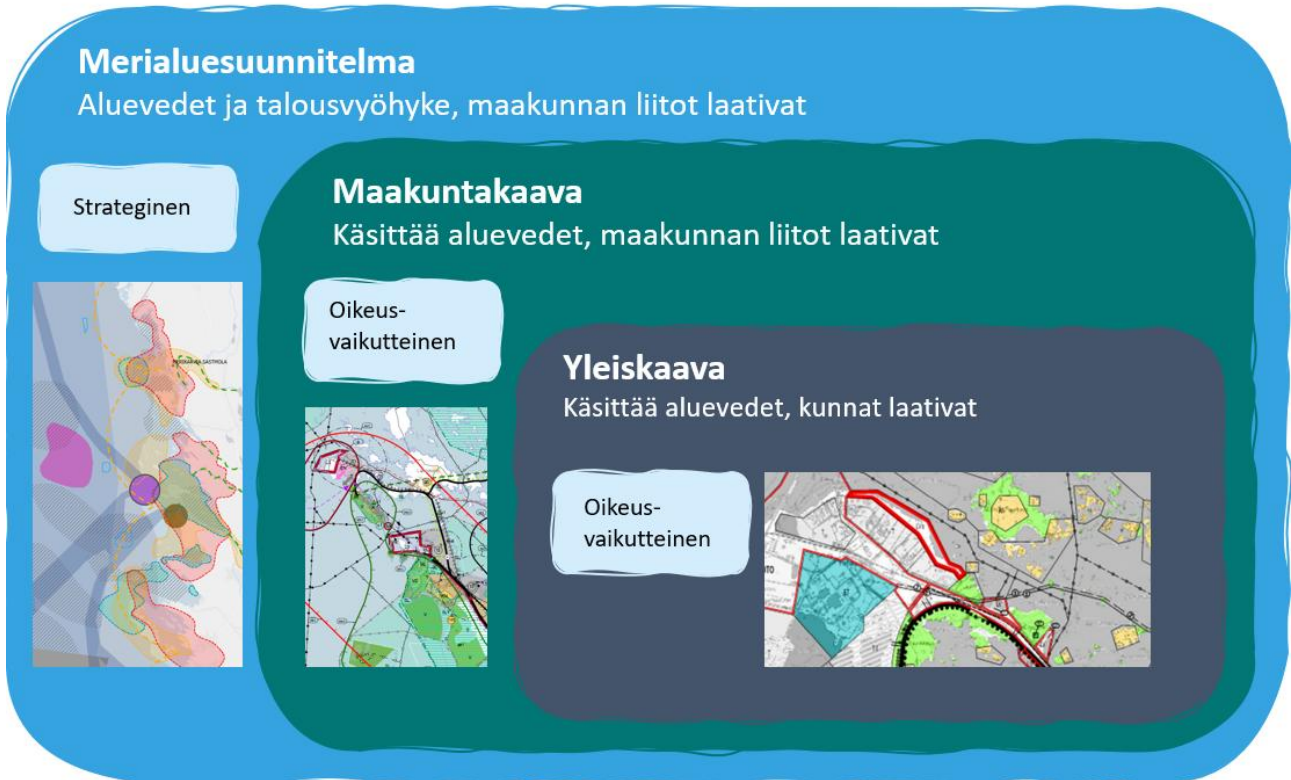 Merialuesuunnitelma
Aluevedet ja talousvyöhyke, maakunnan liitot laativat
Strateginen
Maakuntakaava
Käsittää aluevedet, maakunnan liitot laativat
Oikeus-
vaikutteinen
Yleiskaava
Käsittää aluevedet, kunnat laativat
Oikeus-
vaikutteinen